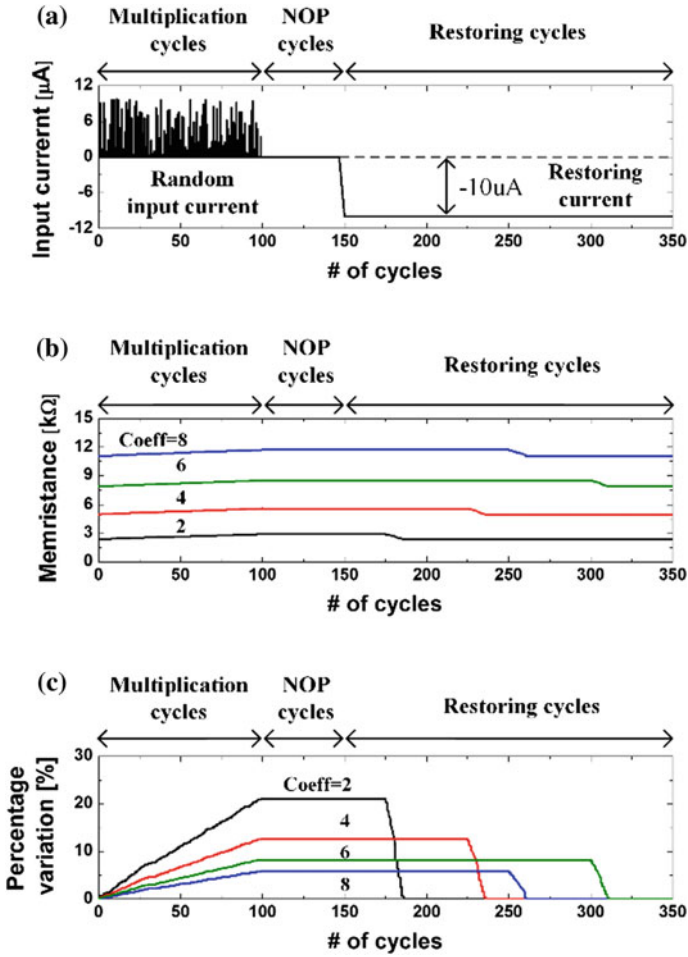 (a)
Multiplication cycles
NOP cycles
Restoring cycles
Input currernt [μA]
12
6
0
-6
-12
Random input current
-10uA
Restoring current
0 50 100 150 200 250 300 350
# of cycles
(b)
Multiplication cycles
NOP cycles
Restoring cycles
Memristance [kΩ]
15
12
9
6
3
0
Coeff=8
6
4
2
0 50 100 150 200 250 300 350
# of cycles
(c)
Multiplication cycles
NOP cycles
Restoring cycles
Percentage variation [%]
30
20
10
0
Coeff=2
4
6
8
0 50 100 150 200 250 300 350
# of cycles